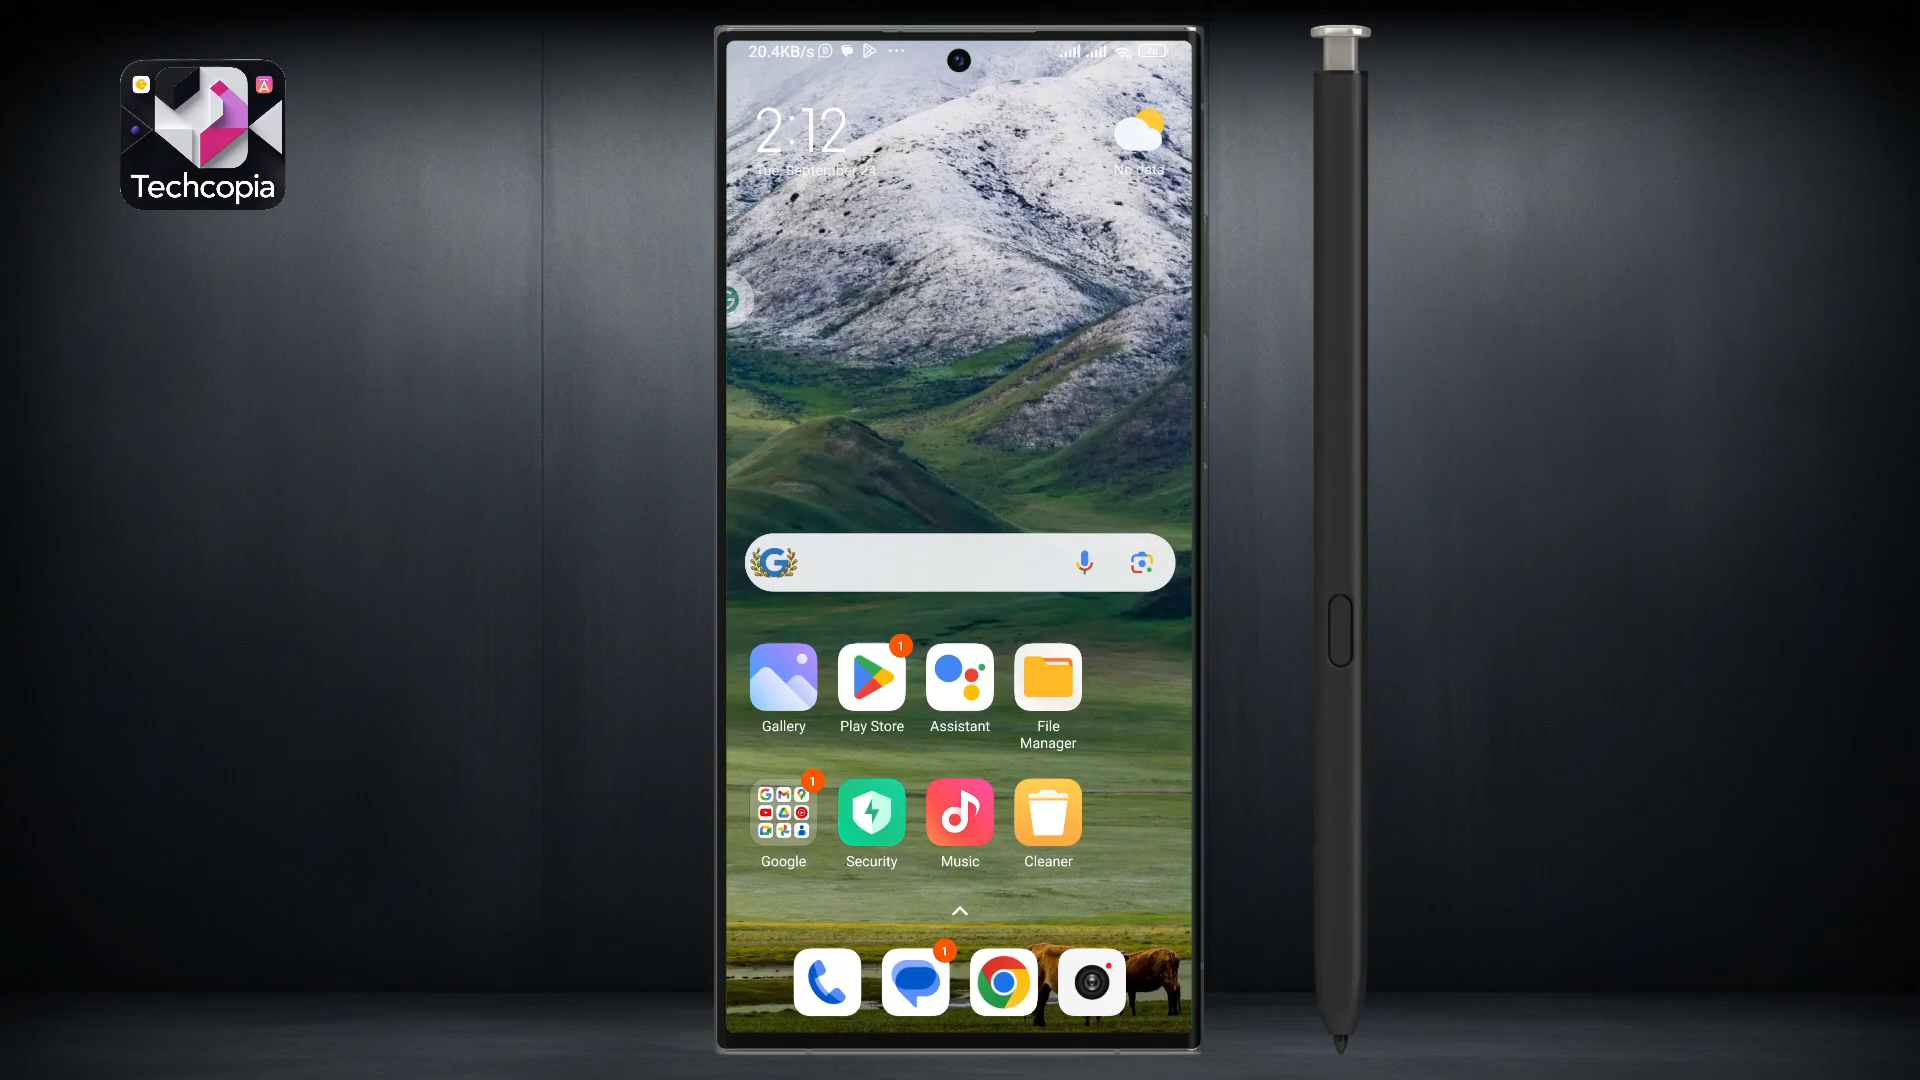 Techcopia
20.4KB/s
76
2:12
Tue, September 24
No data
1
Gallery
Play Store
Assistant
File
Manager
1
Google
Security
Music
Cleaner
1